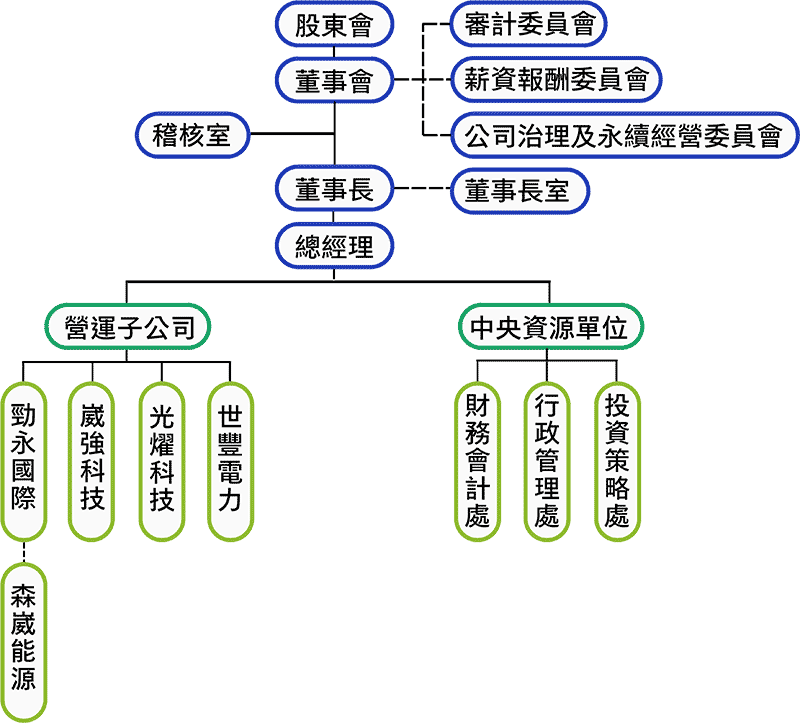 股東會
審計委員會
董事會
薪資報酬委員會
稽核室
公司治理及永續經營委員會
董事長
董事長室
總經理
營運子公司
中央資源單位
勁永國際
崴強科技
光燿科技
世豐電力
財務會計處
行政管理處
投資策略處
森崴能源